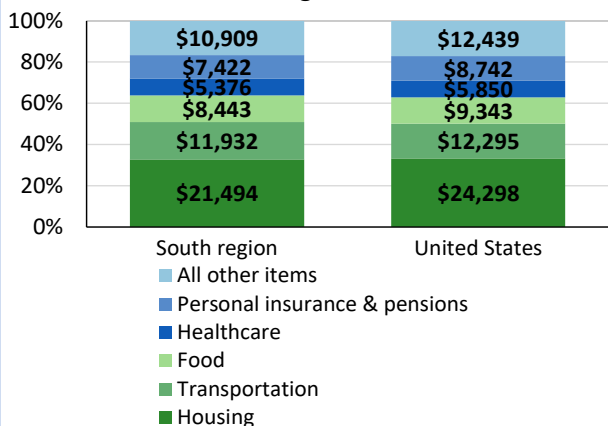 100%
80%
60%
40%
20%
0%
$10,909
$7,422
$5,376
$8,443
$11,932
$21,494
$12,439
$8,742
$5,850
$9,343
$12,295
$24,298
South region
United States
All other items
Personal insurance & pensions
Healthcare
Food
Transportation
Housing